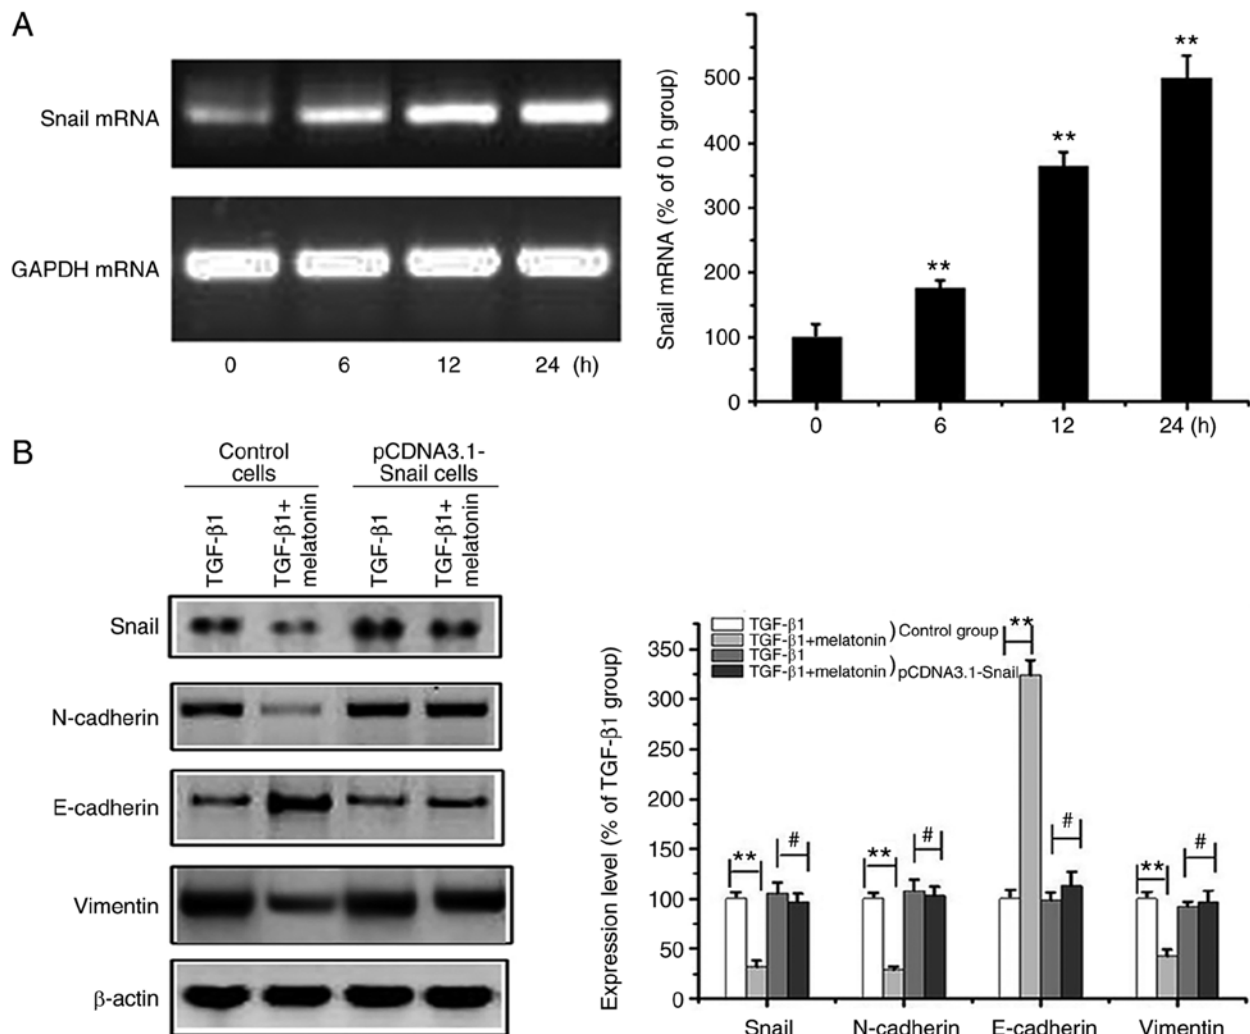 A
Snail mRNA
GAPDH mRNA
0 6 12 24 (h)
Snail mRNA (% of 0 h group)
500
400
300
200
100
0
**
**
**
0 6 12 24 (h)
B
Control
cells
pCDNA3.1-
Snail cells
TGF-β1
TGF-β1+
melatonin
TGF-β1
TGF-β1+
melatonin
Snail
N-cadherin
E-cadherin
Vimentin
β-actin
Expression level (% of TGF-β1 group)
350
300
250
200
150
100
50
0
TGF-β1
TGF-β1+melatonin ) Control group
TGF-β1
TGF-β1+melatonin ) pCDNA3.1-Snail
** # ** # ** # ** #
Snail N-cadherin E-cadherin Vimentin